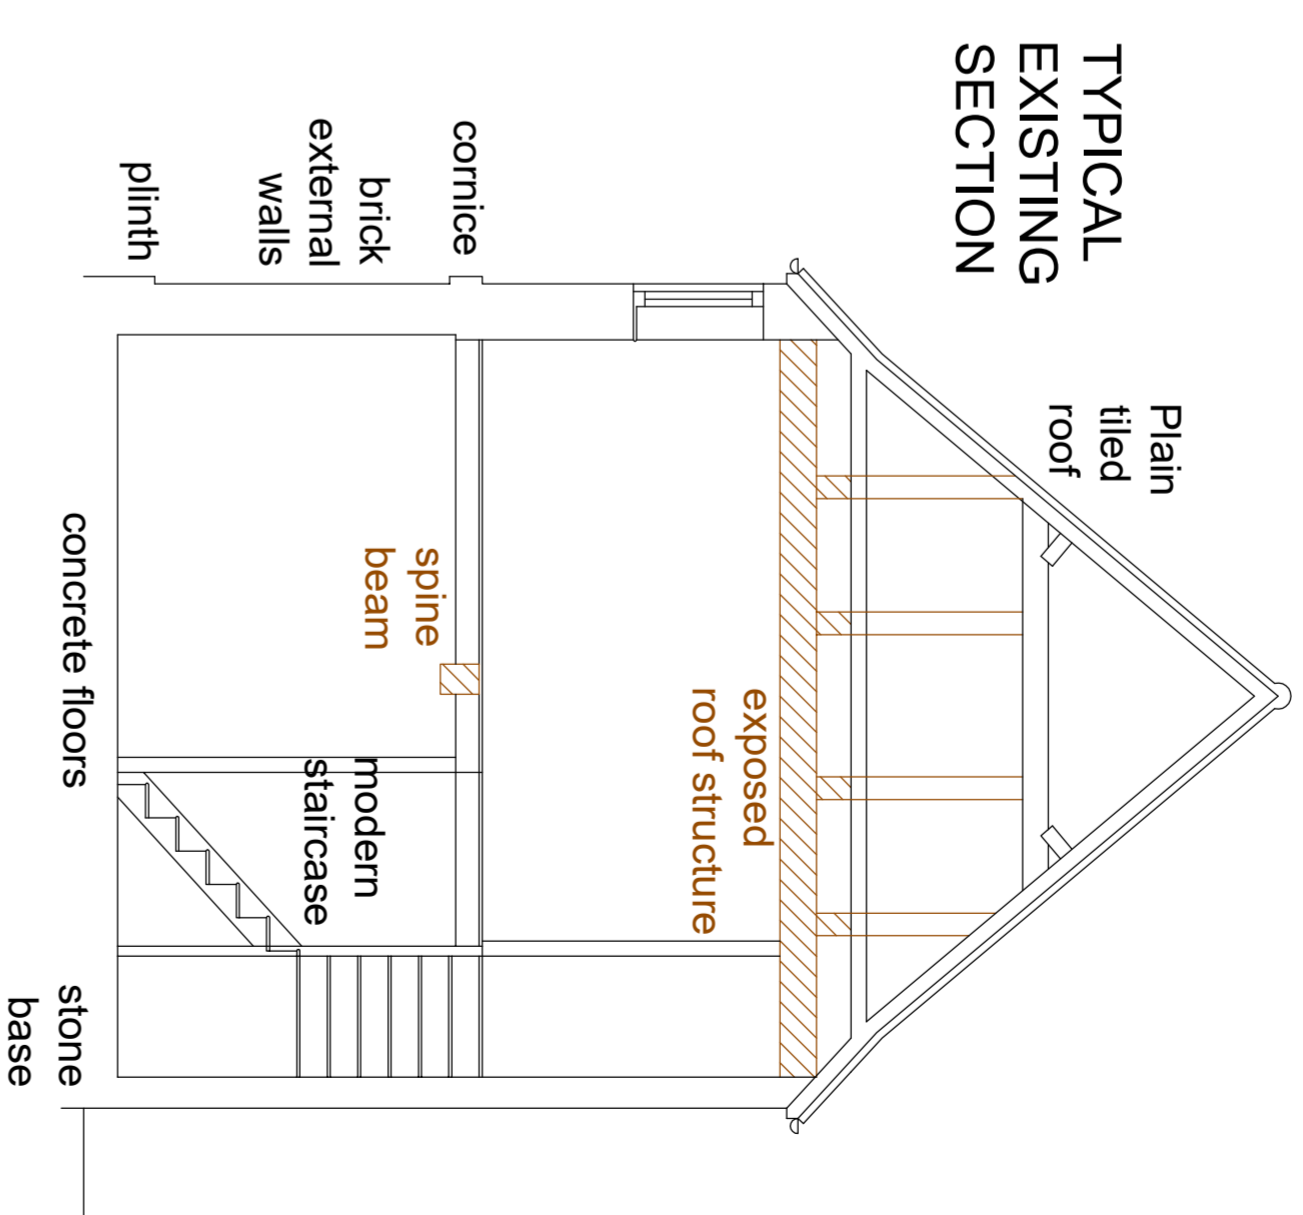 TYPICAL
EXISTING
SECTION
Plain
tiled
roof
cornice
brick
external
walls
plinth
exposed
roof structure
spine
beam
modern
staircase
concrete floors
stone
base